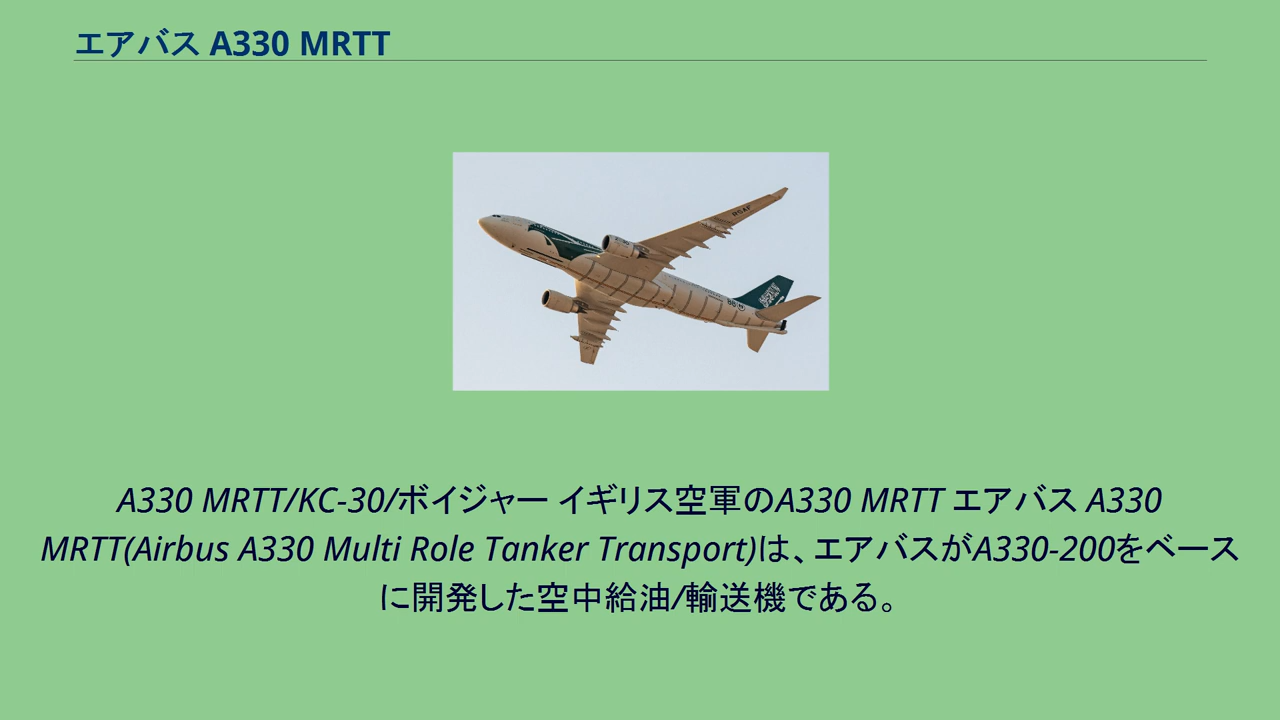 エアバス A330 MRTT
RSAF
A330 MRTT/KC-30/ボイジャー イギリス空軍のA330 MRTT エアバス A330
MRTT(Airbus A330 Multi Role Tanker Transport)は、エアバスがA330-200をベース
に開発した空中給油/輸送機である。